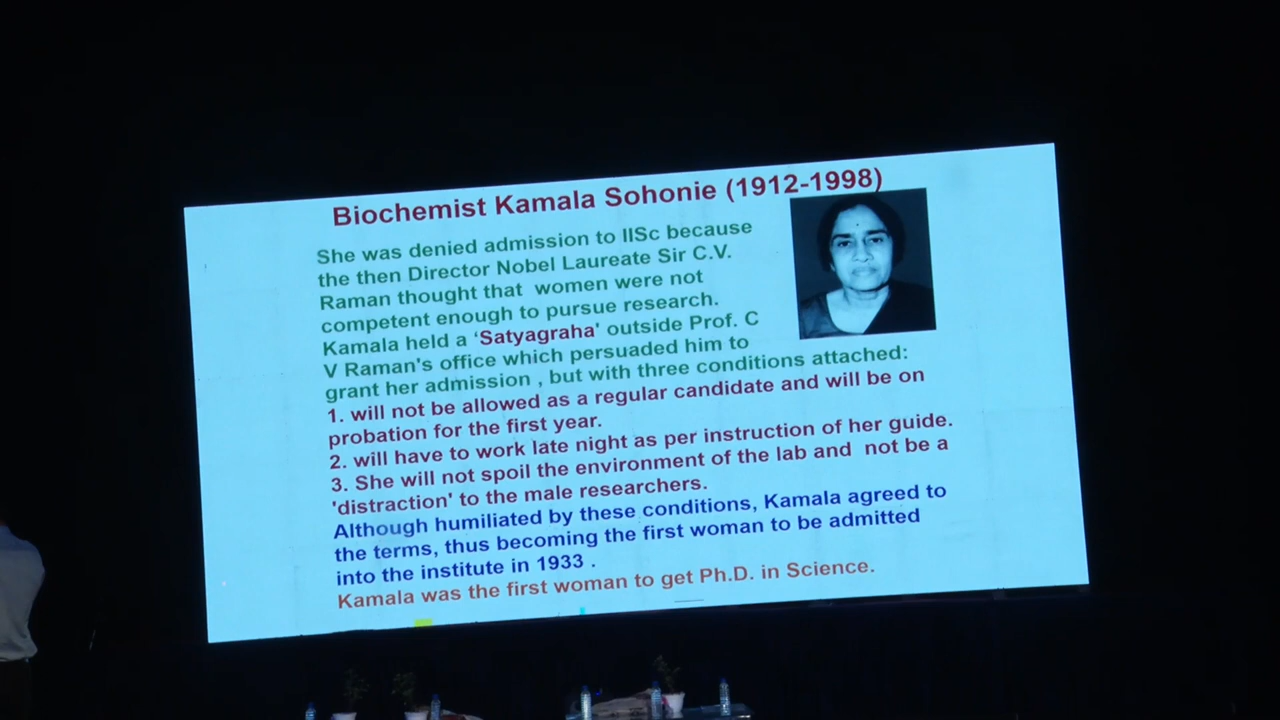 Biochemist Kamala Sohonie (1912-1998)
She was denied admission to IISc because
the then Director Nobel Laureate Sir C.V.
Raman thought that women were not
competent enough to pursue research.
Kamala held a ‘Satyagraha’ outside Prof. C
V Raman's office which persuaded him to
grant her admission , but with three conditions attached:
1. will not be allowed as a regular candidate and will be on
probation for the first year.
2. will have to work late night as per instruction of her guide.
3. She will not spoil the environment of the lab and not be a
'distraction' to the male researchers.
Although humiliated by these conditions, Kamala agreed to
the terms, thus becoming the first woman to be admitted
into the institute in 1933 .
Kamala was the first woman to get Ph.D. in Science.